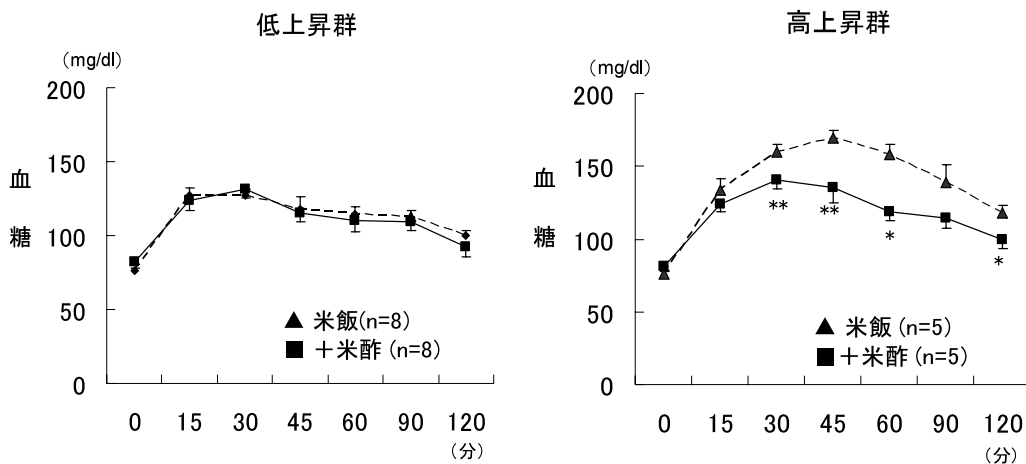 低上昇群
(mg/dl)
200
150
100
50
0
血
糖
▲ 米飯(n=8)
■ ＋米酢 (n=8)
0 15 30 45 60 90 120
(分)
高上昇群
(mg/dl)
200
150
100
50
0
血
糖
** ** * *
▲ 米飯 (n=5)
■ ＋米酢 (n=5)
0 15 30 45 60 90 120
(分)